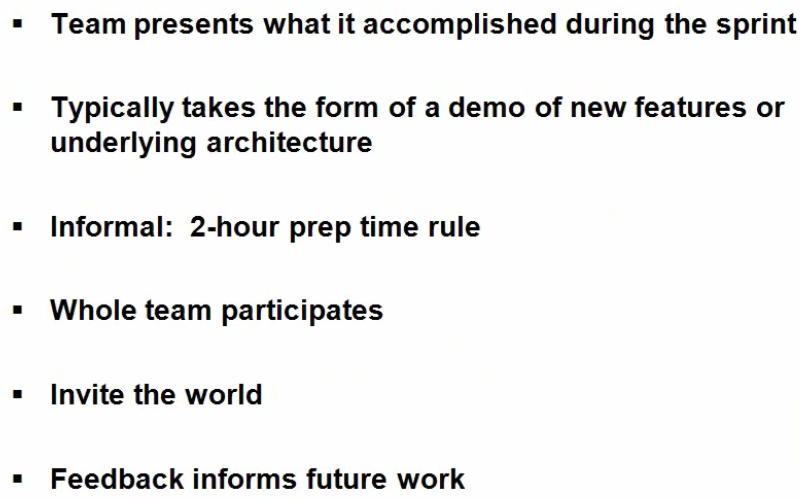 ▪ Team presents what it accomplished during the sprint
▪ Typically takes the form of a demo of new features or
underlying architecture
▪ Informal:  2-hour prep time rule
▪ Whole team participates
▪ Invite the world
▪ Feedback informs future work